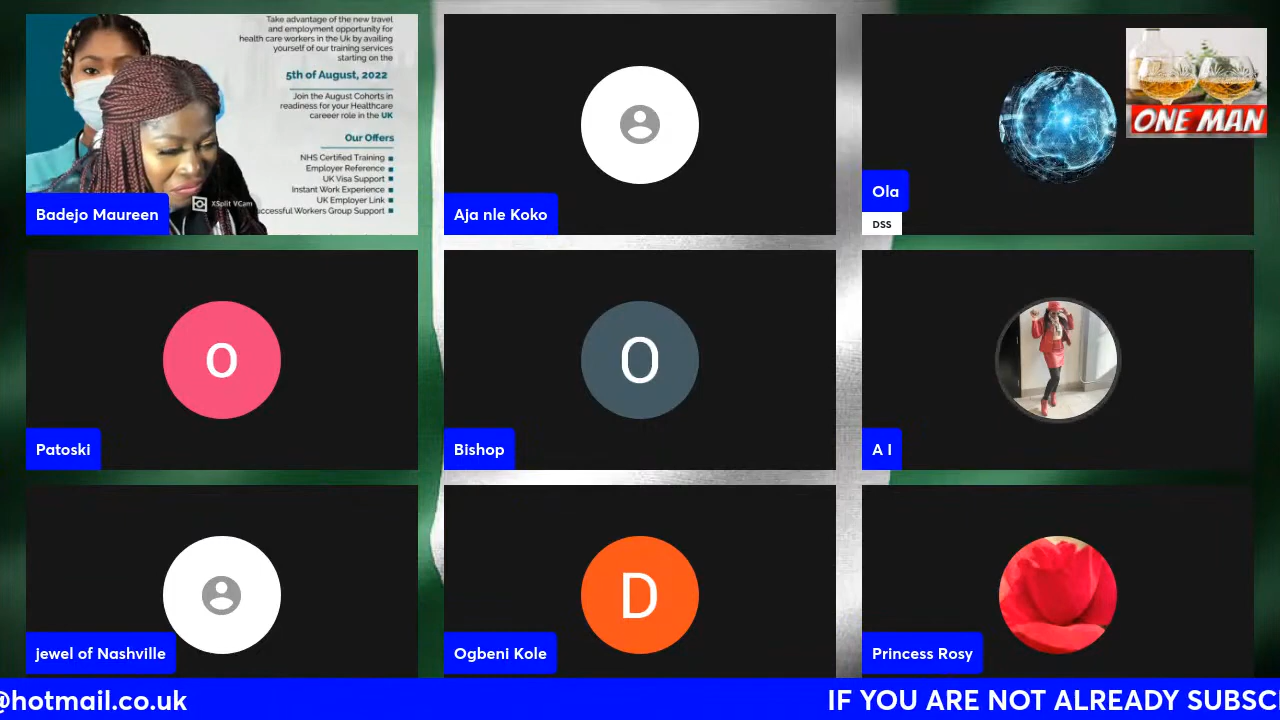 Take advantage of the new travel
and employment opportunity for
health care workers in the Uk by availing
yourself of our training services
starting on the
5th of August, 2022
Join the August Cohorts in
readiness for your Healthcare
careeer role in the UK
Our Offers
NHS Certified Training
Employer Reference
UK Visa Support
Instant Work Experience
UK Employer Link
uccessful Workers Group Support
XSplit VCam
Badejo Maureen
Aja nle Koko
Ola
DSS
ONE MAN
O
Patoski
O
Bishop
A I
jewel of Nashville
D
Ogbeni Kole
Princess Rosy
@hotmail.co.uk
IF YOU ARE NOT ALREADY SUBSC